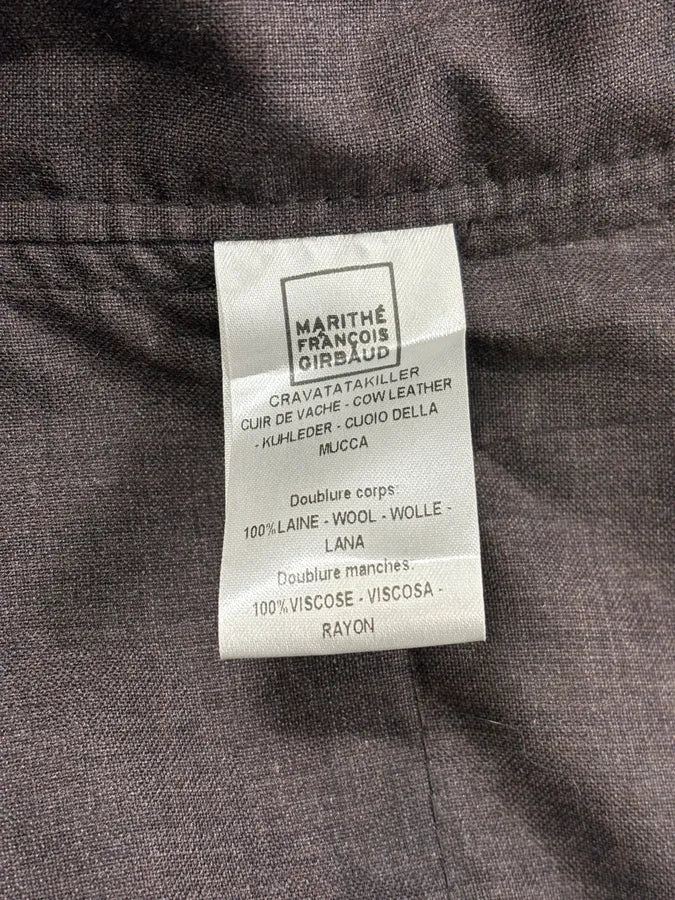 MARITHÉ
FRANÇOIS
GIRBAUD
CRAVATATAKILLER
CUIR DE VACHE - COW LEATHER
- KUHLEDER - CUOIO DELLA
MUCCA
Doublure corps:
100% LAINE - WOOL - WOLLE -
LANA
Doublure manches:
100% VISCOSE - VISCOSA -
RAYON